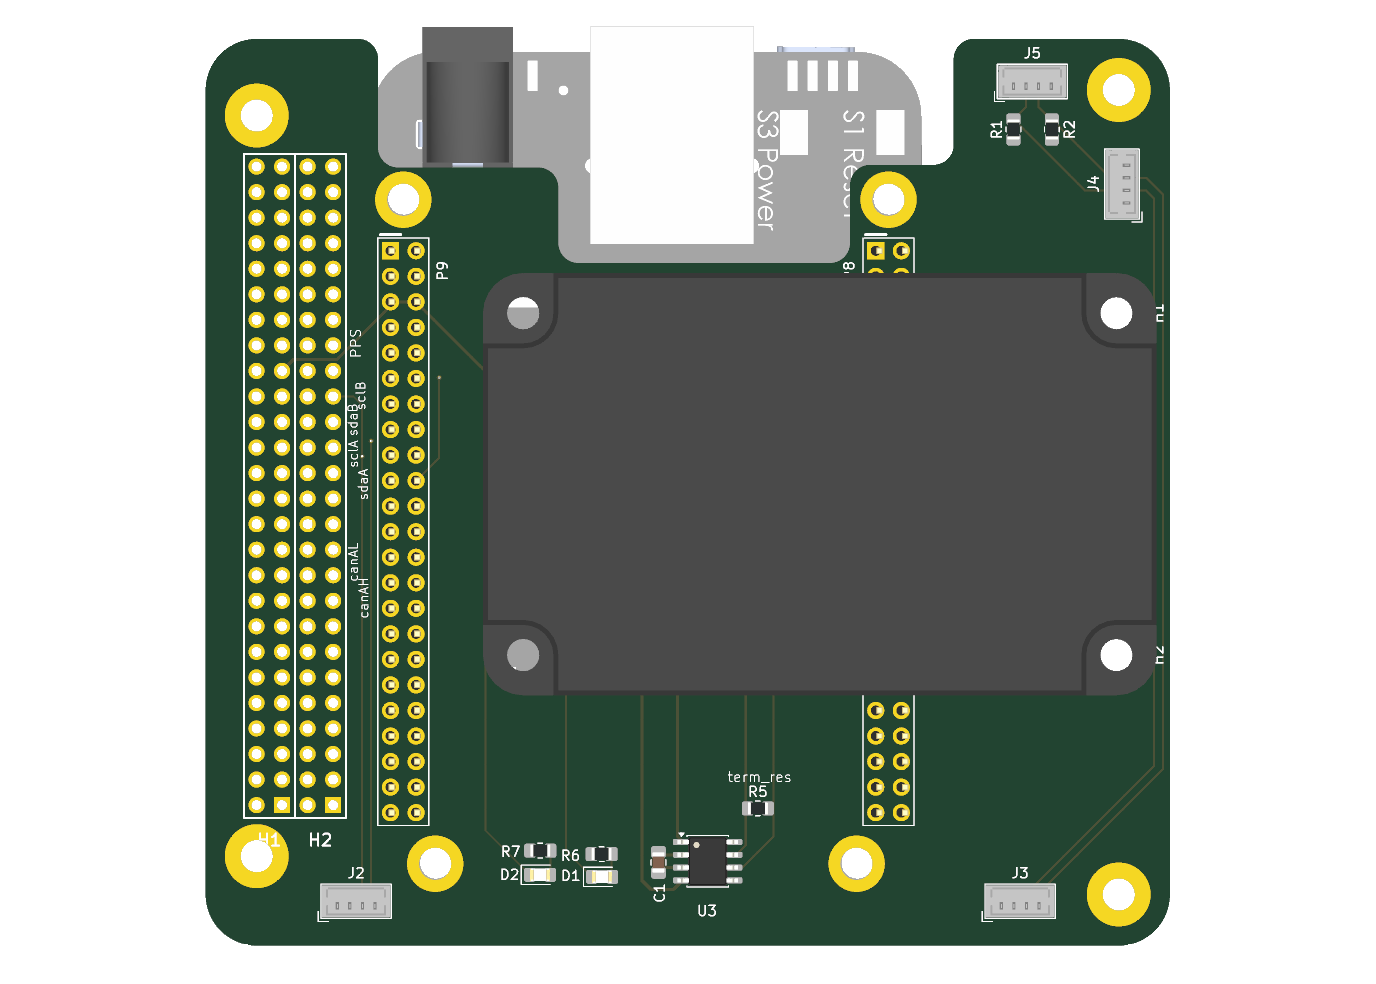 J5
R1
R2
J4
S3 Power
S1 Reset
P9
PPS
sclB
sdaB
sclA
sdaA
canAL
canAH
term_res
R5
H1
H2
R7
R6
D2
D1
C1
U3
J2
J3